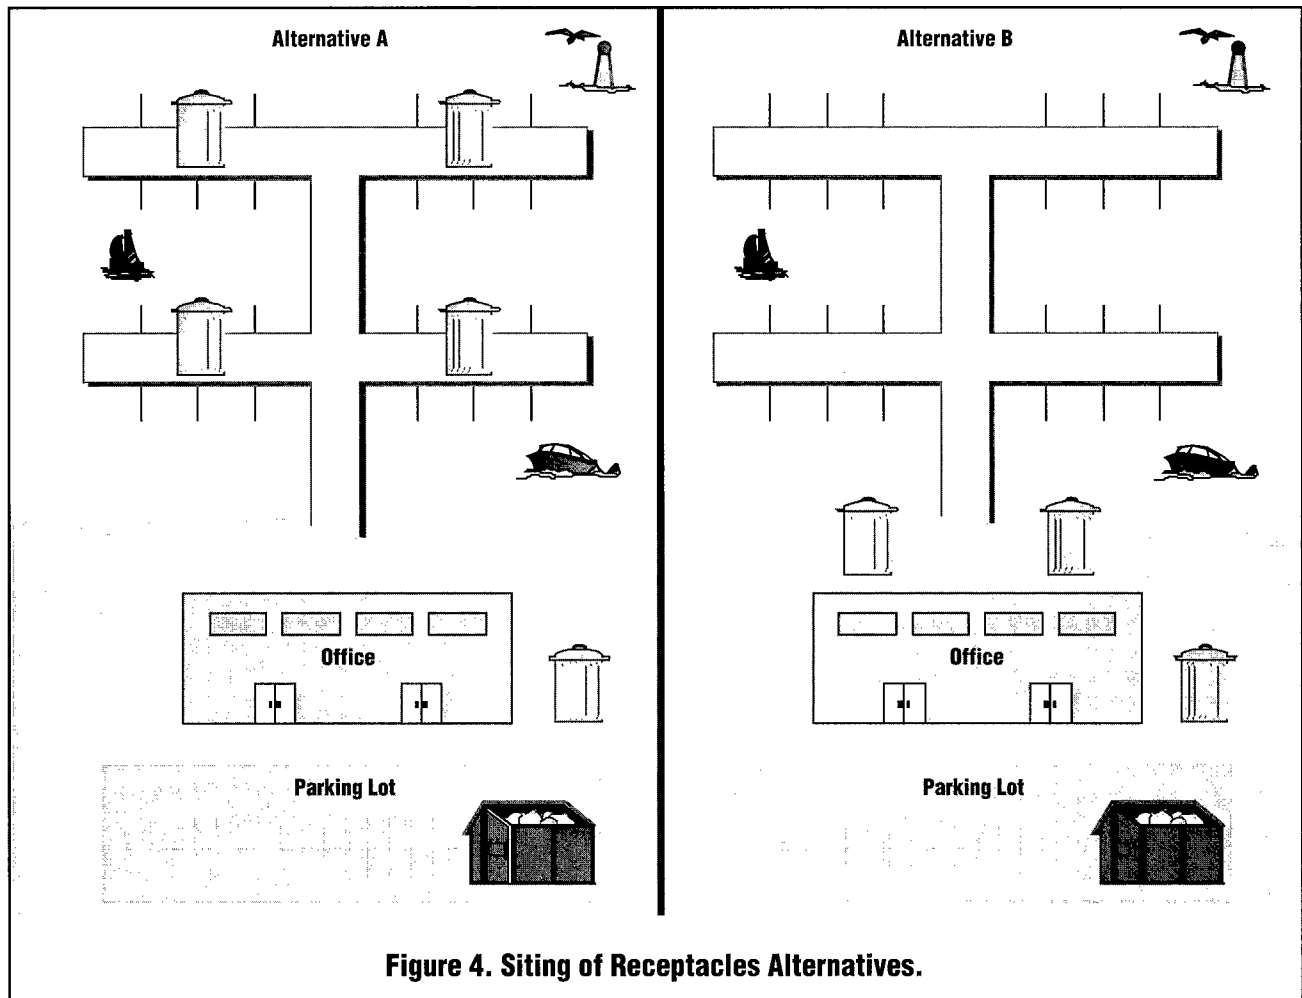 Alternative A
Alternative B
Office
Office
Parking Lot
Parking Lot
Figure 4. Siting of Receptacles Alternatives.